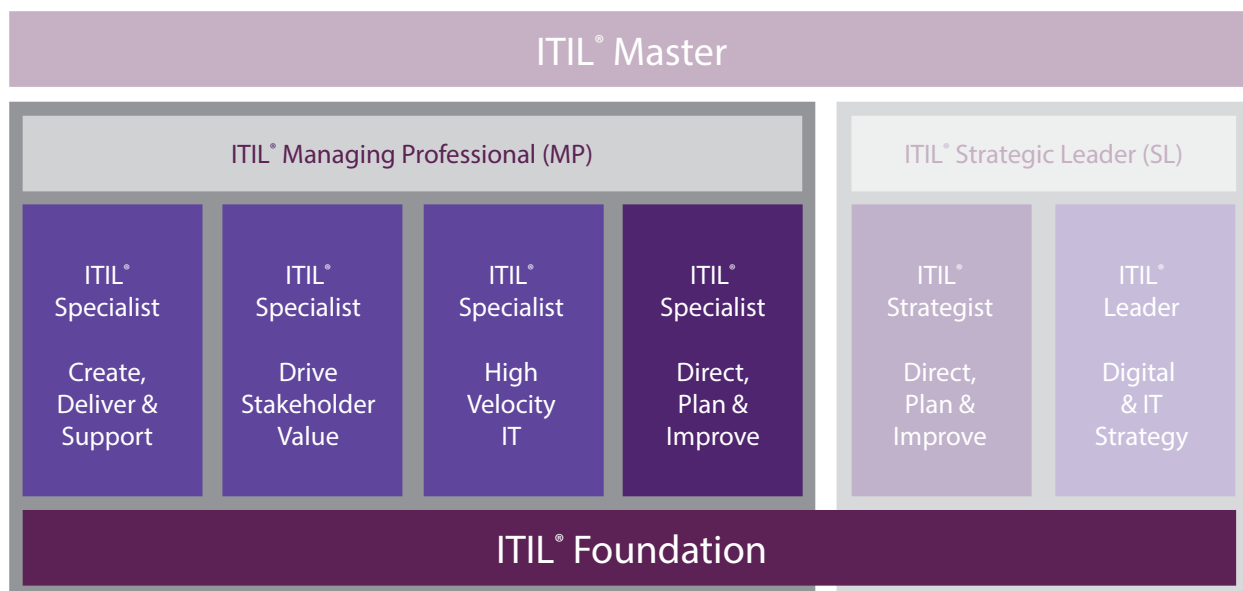 ITIL® Master
ITIL® Managing Professional (MP)
ITIL® Strategic Leader (SL)
ITIL®
Specialist
Create,
Deliver &
Support
ITIL®
Specialist
Drive
Stakeholder
Value
ITIL®
Specialist
High
Velocity
IT
ITIL®
Specialist
Direct,
Plan &
Improve
ITIL®
Strategist
Direct,
Plan &
Improve
ITIL®
Leader
Digital
& IT
Strategy
ITIL® Foundation